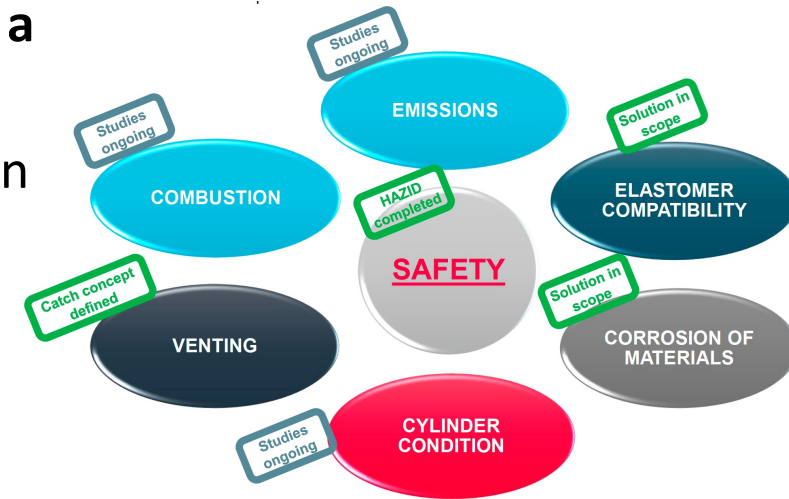 a
Studies
ongoing
EMISSIONS
Studies
ongoing
Solution in
scope
n
COMBUSTION
HAZID
completed
ELASTOMER
COMPATIBILITY
SAFETY
Catch concept
defined
Solution in
scope
VENTING
CORROSION OF
MATERIALS
Studies
ongoing
CYLINDER
CONDITION